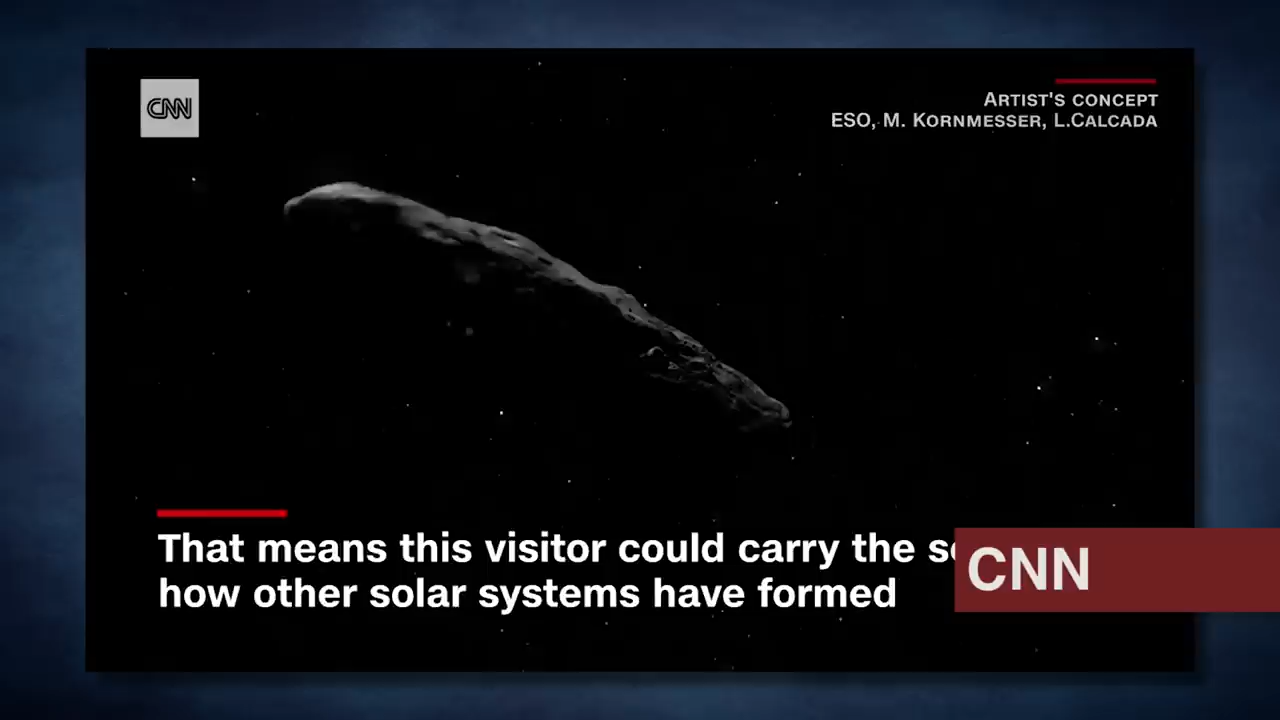 CNN
ARTIST'S CONCEPT
ESO, M. KORNMESSER, L.CALCADA
That means this visitor could carry the
how other solar systems have formed
CNN